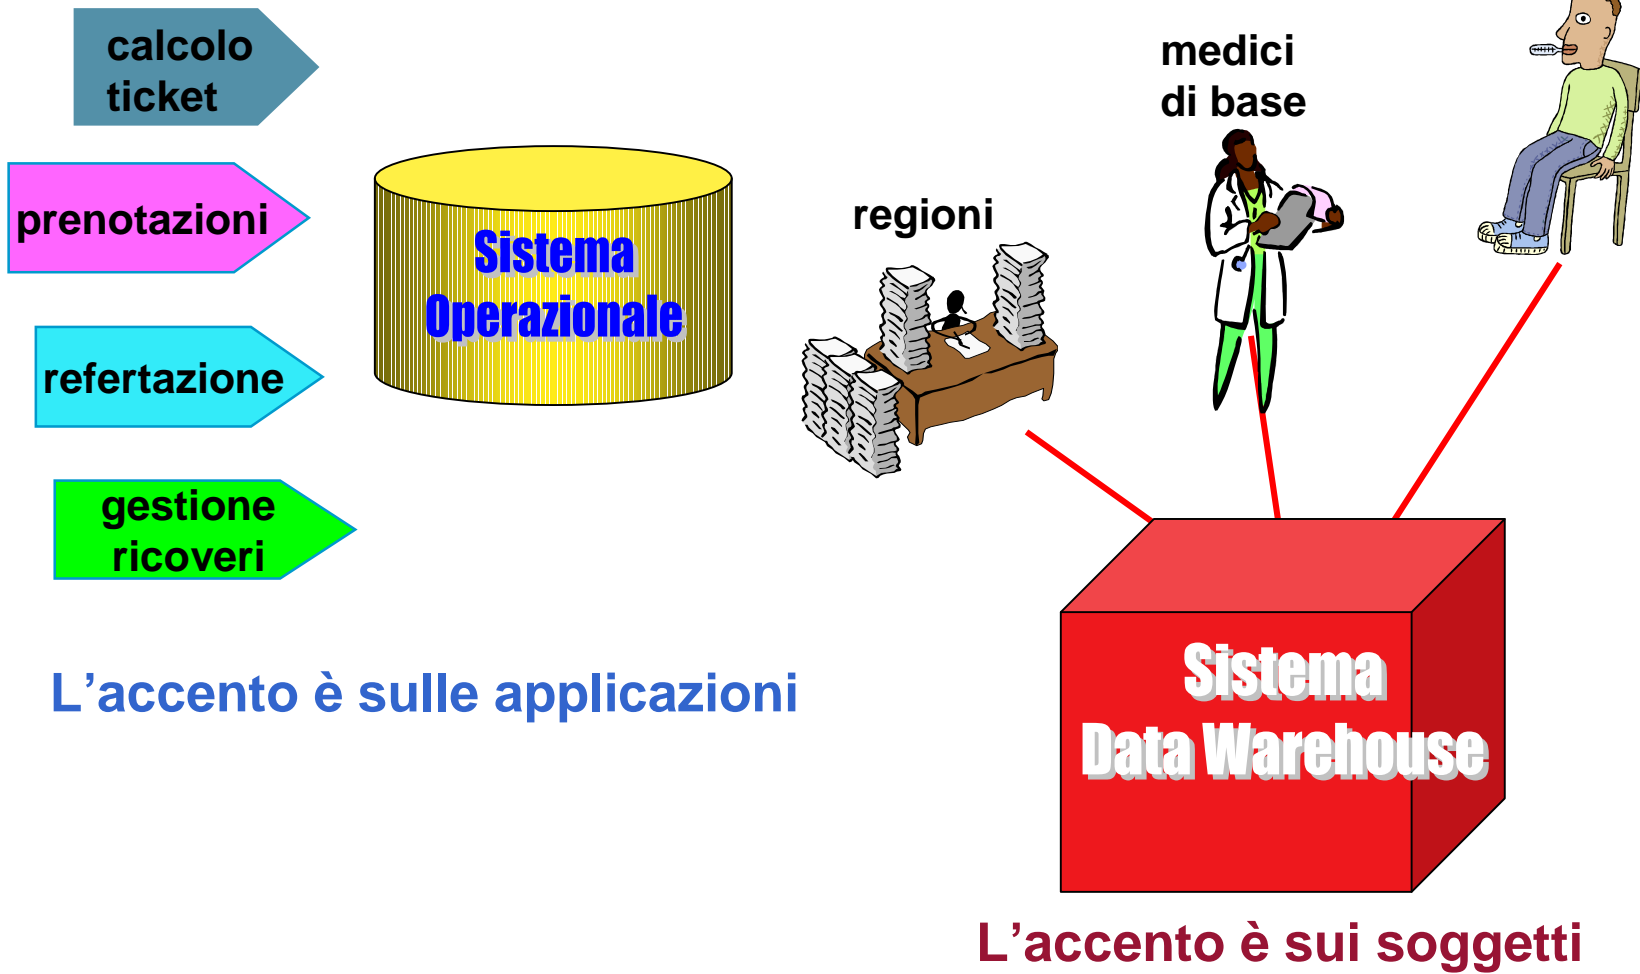 calcolo
ticket
prenotazioni
refertazione
gestione
ricoveri
Sistema
Operazionale
L’accento è sulle applicazioni
regioni
medici
di base
Sistema
Data Warehouse
L’accento è sui soggetti